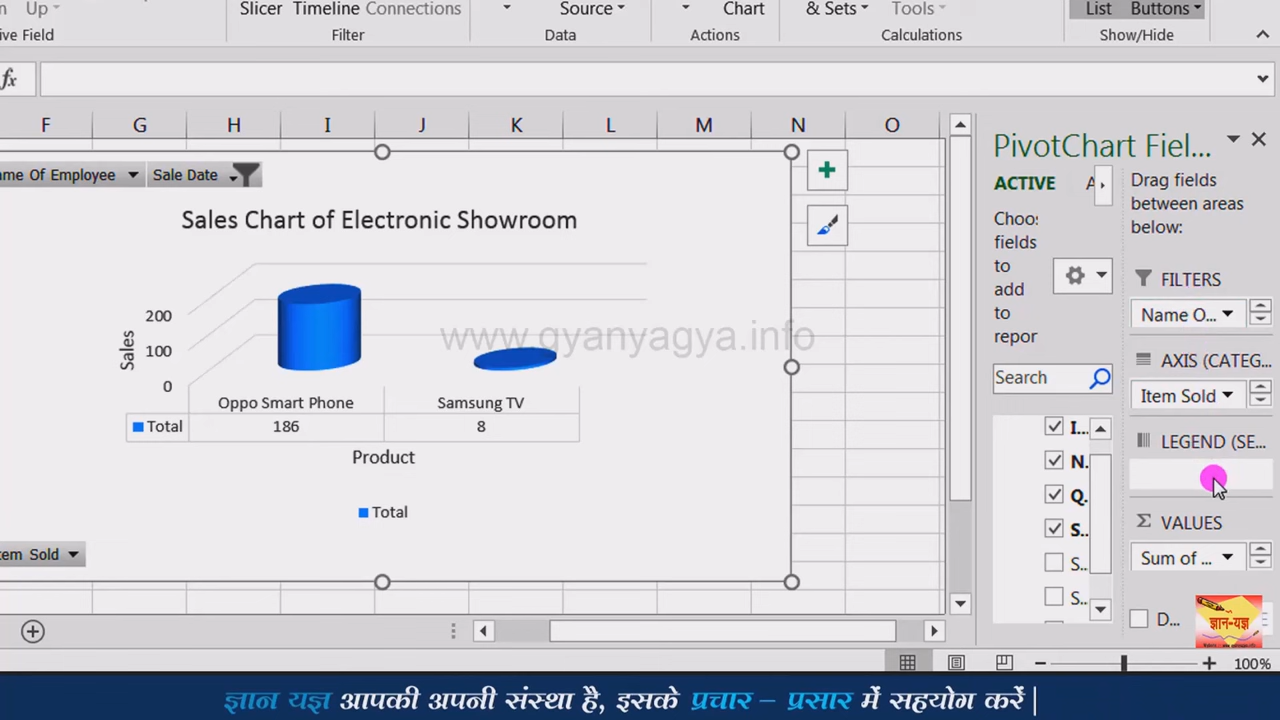 Up
Slicer Timeline Connections
Source
Chart
& Sets
Tools
List Buttons
ive Field
Filter
Data
Actions
Calculations
Show/Hide
fx
F G H I J K L M N O
PivotChart Fiel...
ACTIVE A
Choo
fields
to
add
to
repor
Search
I...
N.
Q.
S..
S..
S..
Drag fields
between areas
below:
FILTERS
Name O...
AXIS (CATEG...
Item Sold
LEGEND (SE...
Σ VALUES
Sum of ...
D...
ame Of Employee Sale Date
Sales Chart of Electronic Showroom
200
100
0
Sales
Oppo Smart Phone Samsung TV
Total 186 8
Product
Total
www.gyanyagya.info
tem Sold
100%
ज्ञान-यज्ञ
ज्ञान यज्ञ आपकी अपनी संस्था है, इसके प्रचार – प्रसार में सहयोग करें |